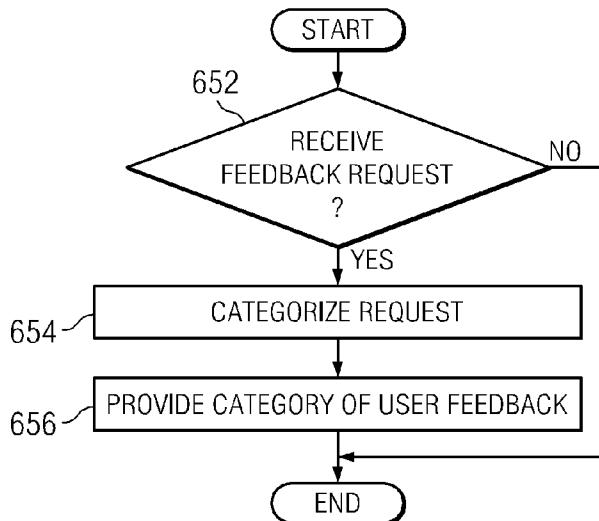 START
652
RECEIVE
FEEDBACK REQUEST
?
NO
YES
CATEGORIZE REQUEST
654
PROVIDE CATEGORY OF USER FEEDBACK
656
END